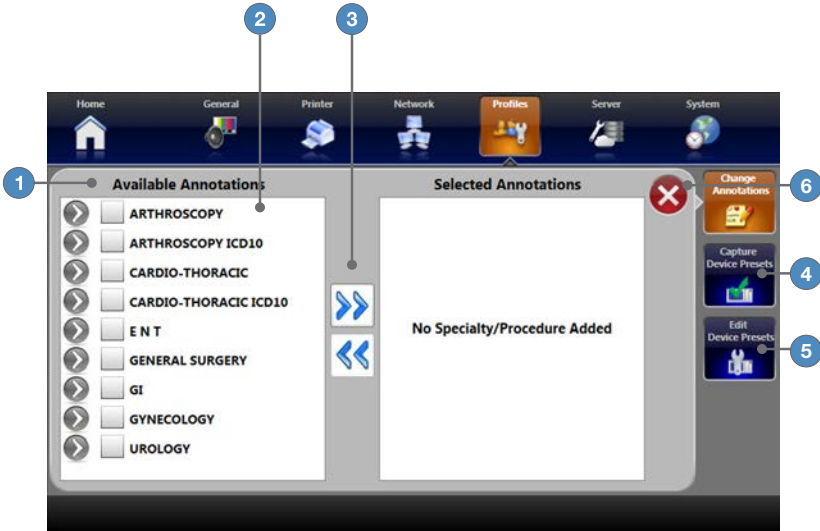 2 3
Home General Printer Network Profiles Server System
1
Available Annotations
Selected Annotations
Change
Annotations
6
ARTHROSCOPY
ARTHROSCOPY ICD10
CARDIO-THORACIC
CARDIO-THORACIC ICD10
E N T
GENERAL SURGERY
GI
GYNECOLOGY
UROLOGY
No Specialty/Procedure Added
Capture
Device Presets
4
Edit
Device Presets
5